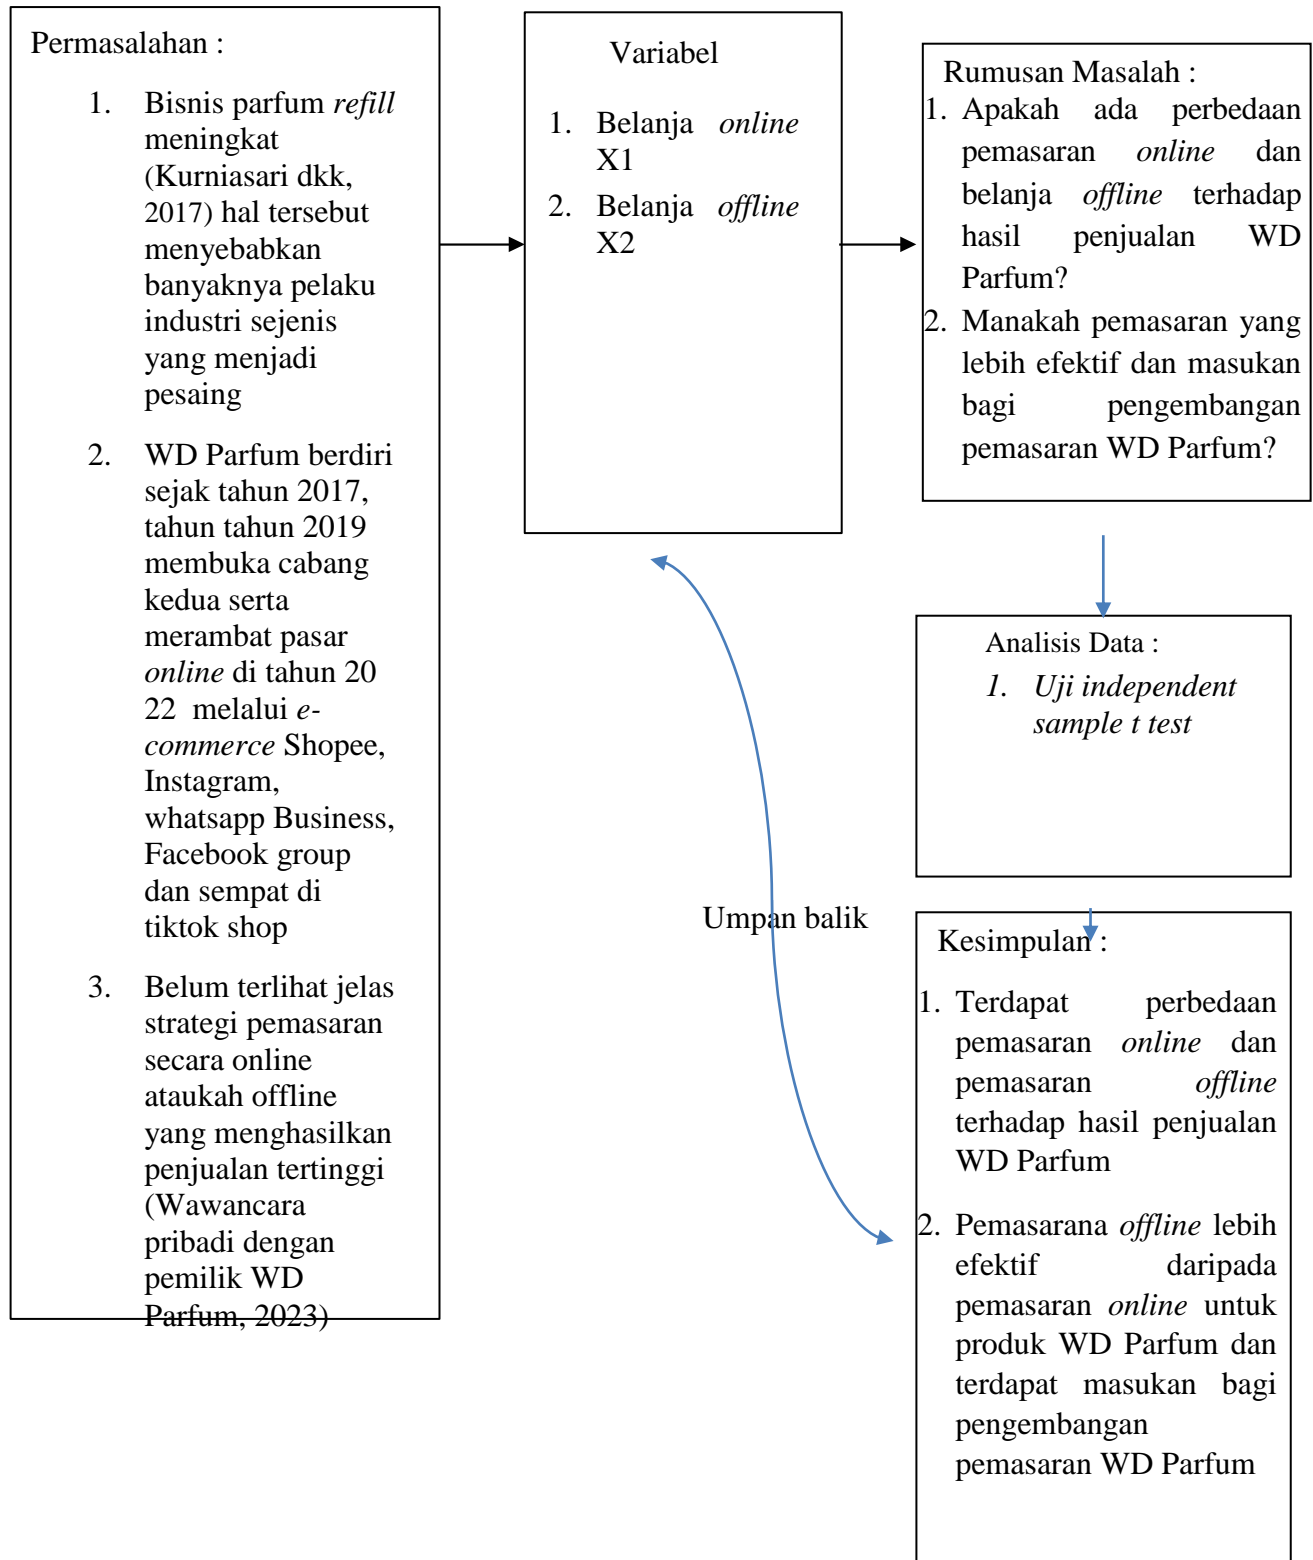 Permasalahan :
1. Bisnis parfum refill
meningkat
(Kurniasari dkk,
2017) hal tersebut
menyebabkan
banyaknya pelaku
industri sejenis
yang menjadi
pesaing
2. WD Parfum berdiri
sejak tahun 2017,
tahun tahun 2019
membuka cabang
kedua serta
merambat pasar
online di tahun 20
22 melalui e-
commerce Shopee,
Instagram,
whatsapp Business,
Facebook group
dan sempat di
tiktok shop
3. Belum terlihat jelas
strategi pemasaran
secara online
ataukah offline
yang menghasilkan
penjualan tertinggi
(Wawancara
pribadi dengan
pemilik WD
Parfum, 2023)
Variabel
1. Belanja online
X1
2. Belanja offline
X2
Rumusan Masalah :
1. Apakah ada perbedaan
pemasaran online dan
belanja offline terhadap
hasil penjualan WD
Parfum?
2. Manakah pemasaran yang
lebih efektif dan masukan
bagi pengembangan
pemasaran WD Parfum?
Analisis Data :
1. Uji independent
sample t test
Umpan balik
Kesimpulan :
1. Terdapat perbedaan
pemasaran online dan
pemasaran offline
terhadap hasil penjualan
WD Parfum
2. Pemasarana offline lebih
efektif daripada
pemasaran online untuk
produk WD Parfum dan
terdapat masukan bagi
pengembangan
pemasaran WD Parfum